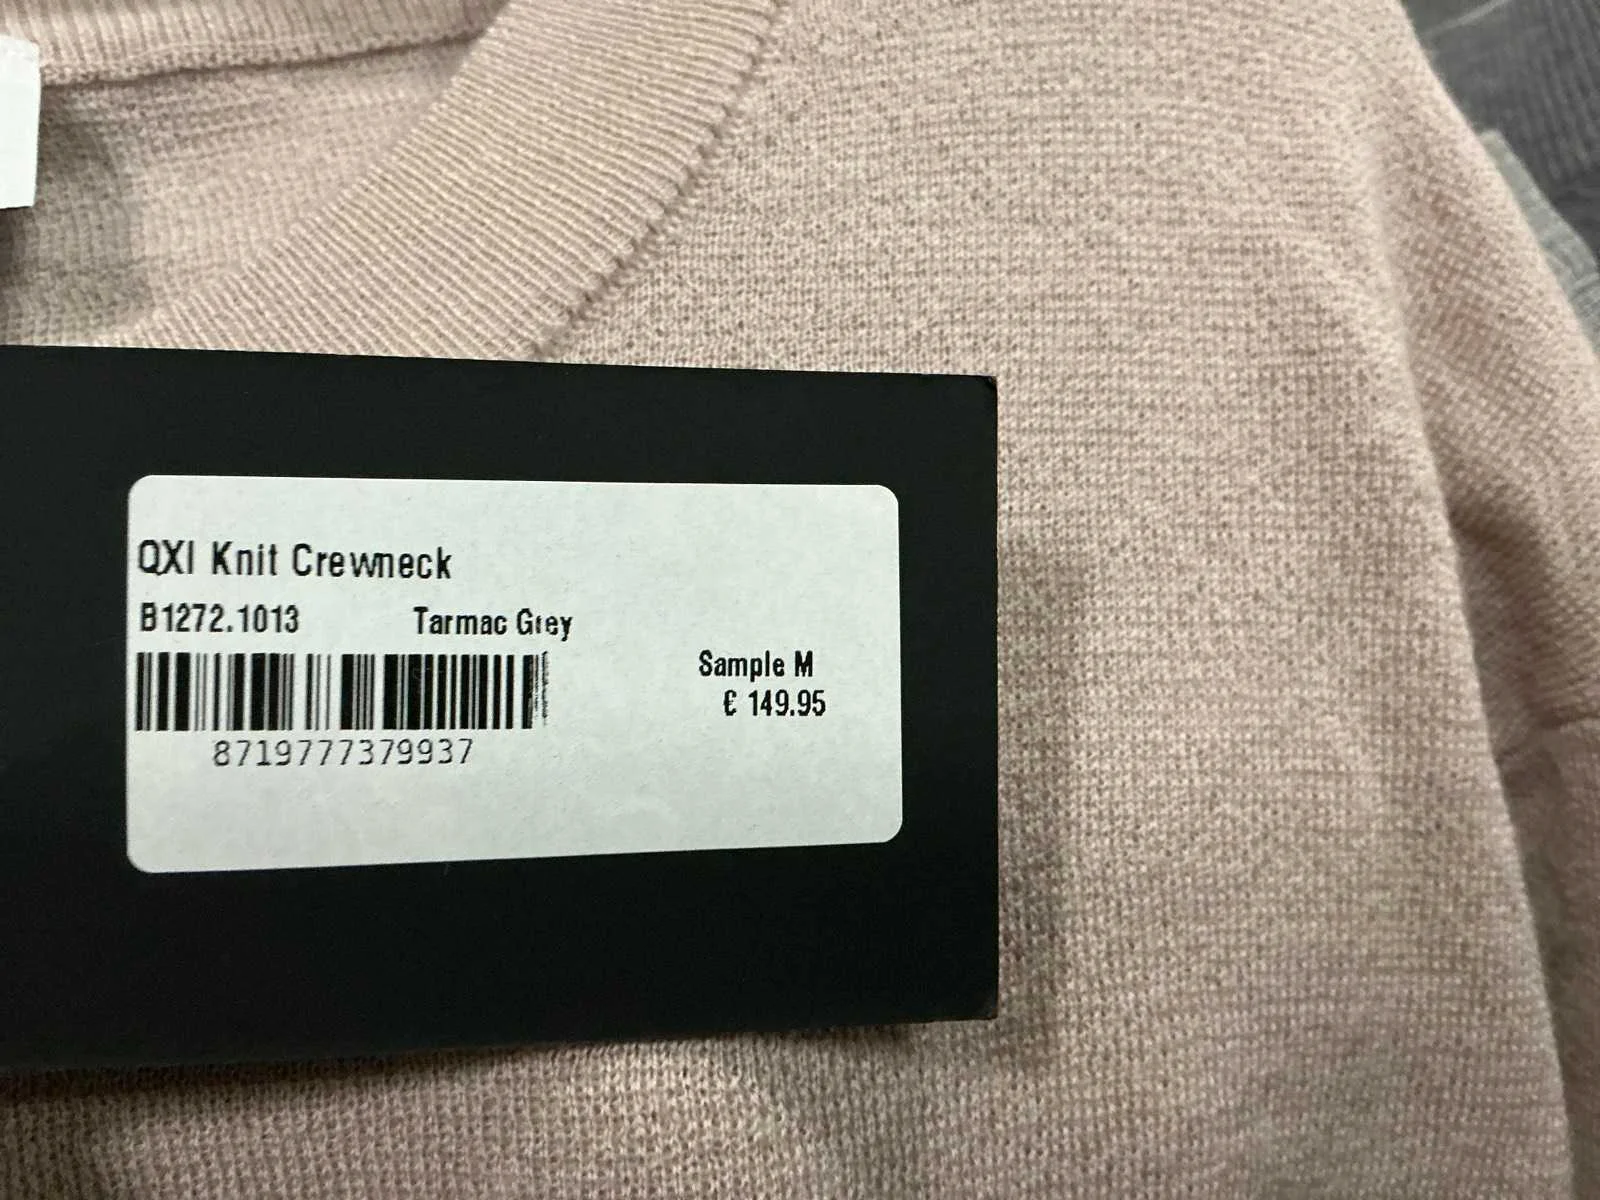 QXI Knit Crewneck
B1272.1013 Tarmac Grey
Sample M
€ 149.95
8719777379937